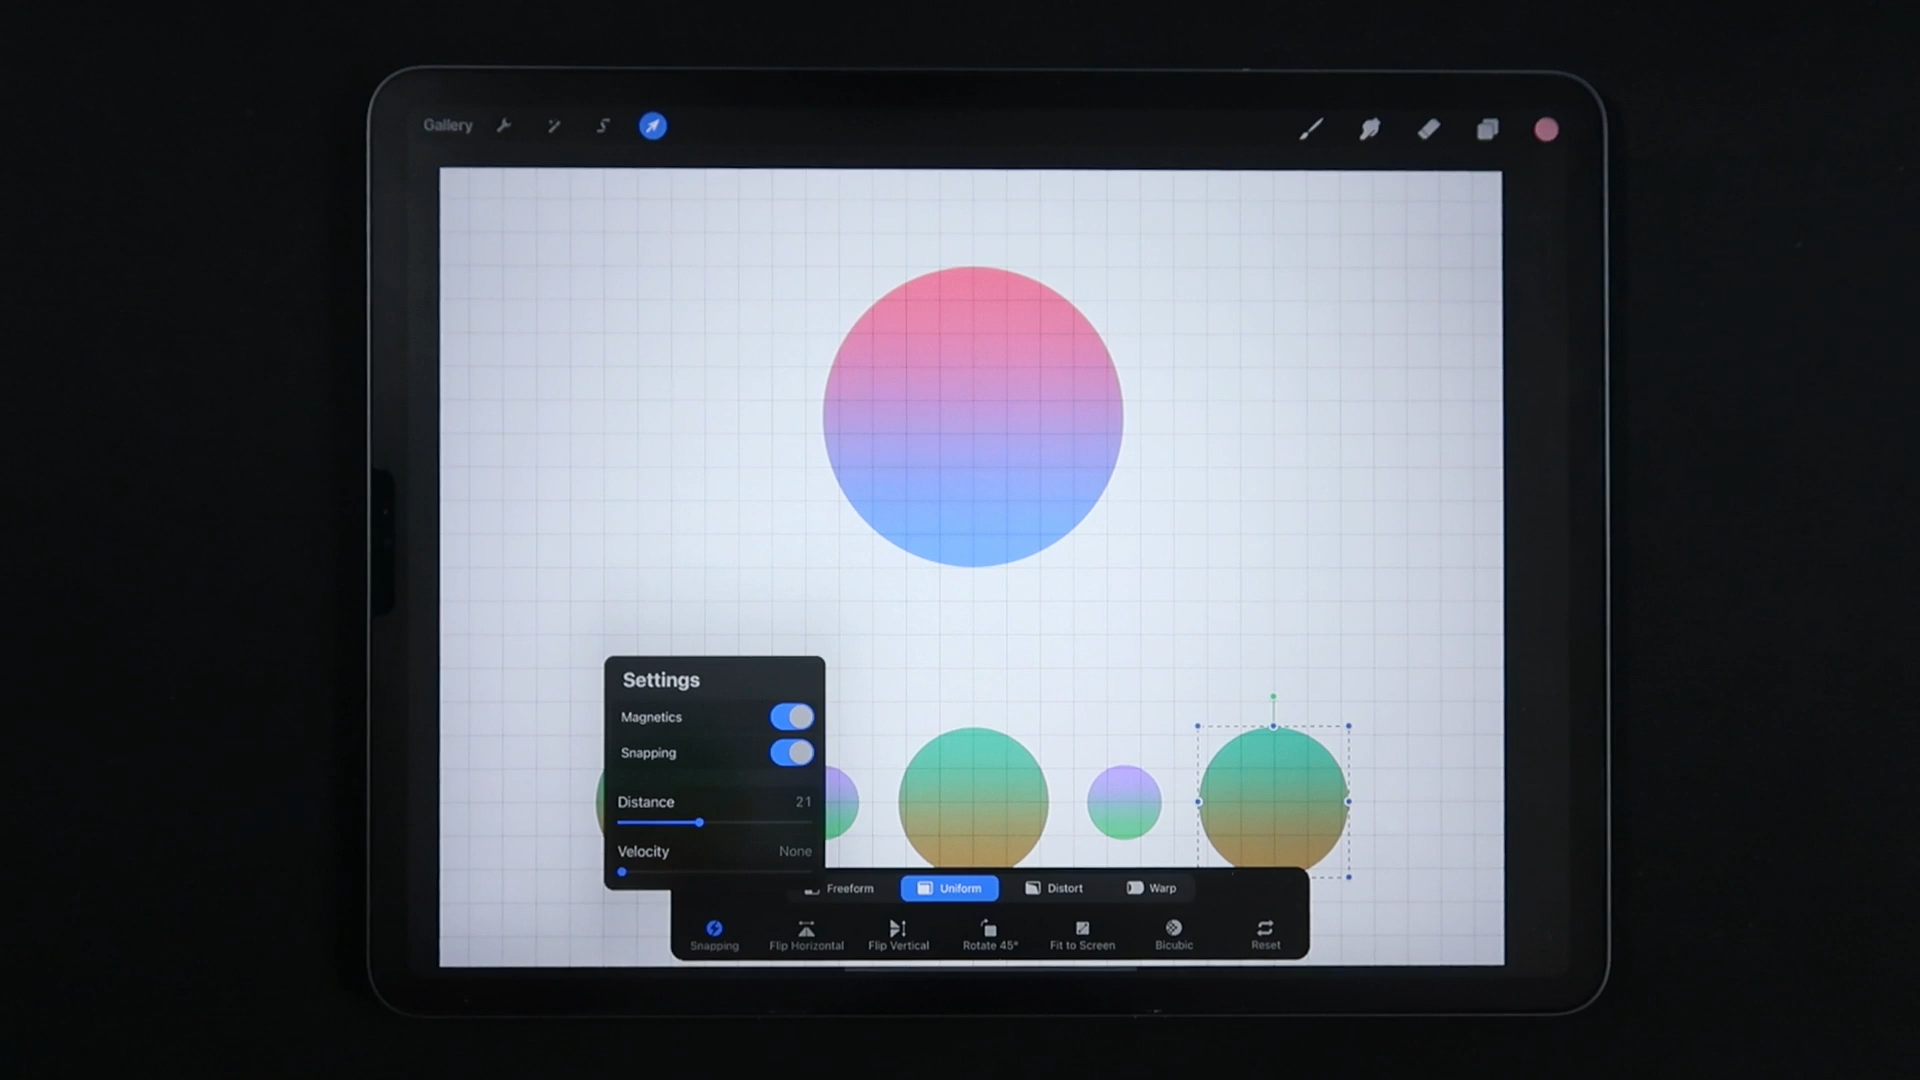 Gallery
Settings
Magnetics
Snapping
Distance 21
Velocity None
Freeform Uniform Distort Warp
Snapping Flip Horizontal Flip Vertical Rotate 45° Fit to Screen Bicubic Reset